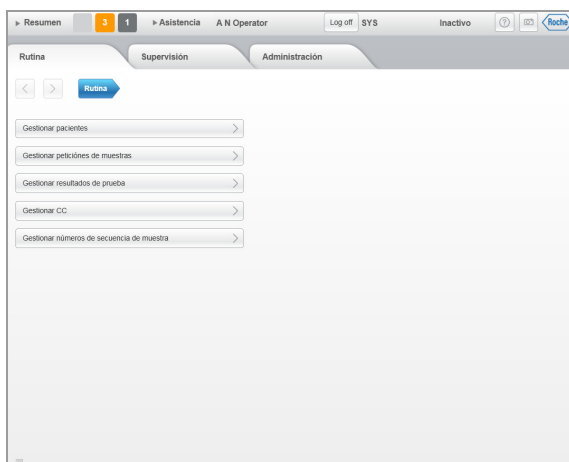 Resumen 3 1 Asistencia A N Operator Log off SYS Inactivo ? Roche
Rutina Supervisión Administración
Rutina
Gestionar pacientes
Gestionar peticiónes de muestras
Gestionar resultados de prueba
Gestionar CC
Gestionar números de secuencia de muestra